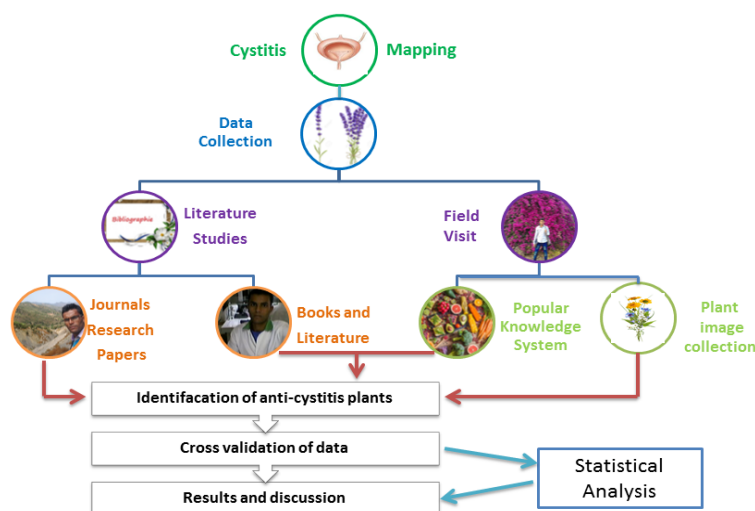 Cystitis
Mapping
Data
Collection
Bibliographie
Literature
Studies
Field
Visit
Journals
Research
Papers
Books and
Literature
Popular
Knowledge
System
Plant
image
collection
Identifacation of anti-cystitis plants
Cross validation of data
Statistical
Analysis
Results and discussion